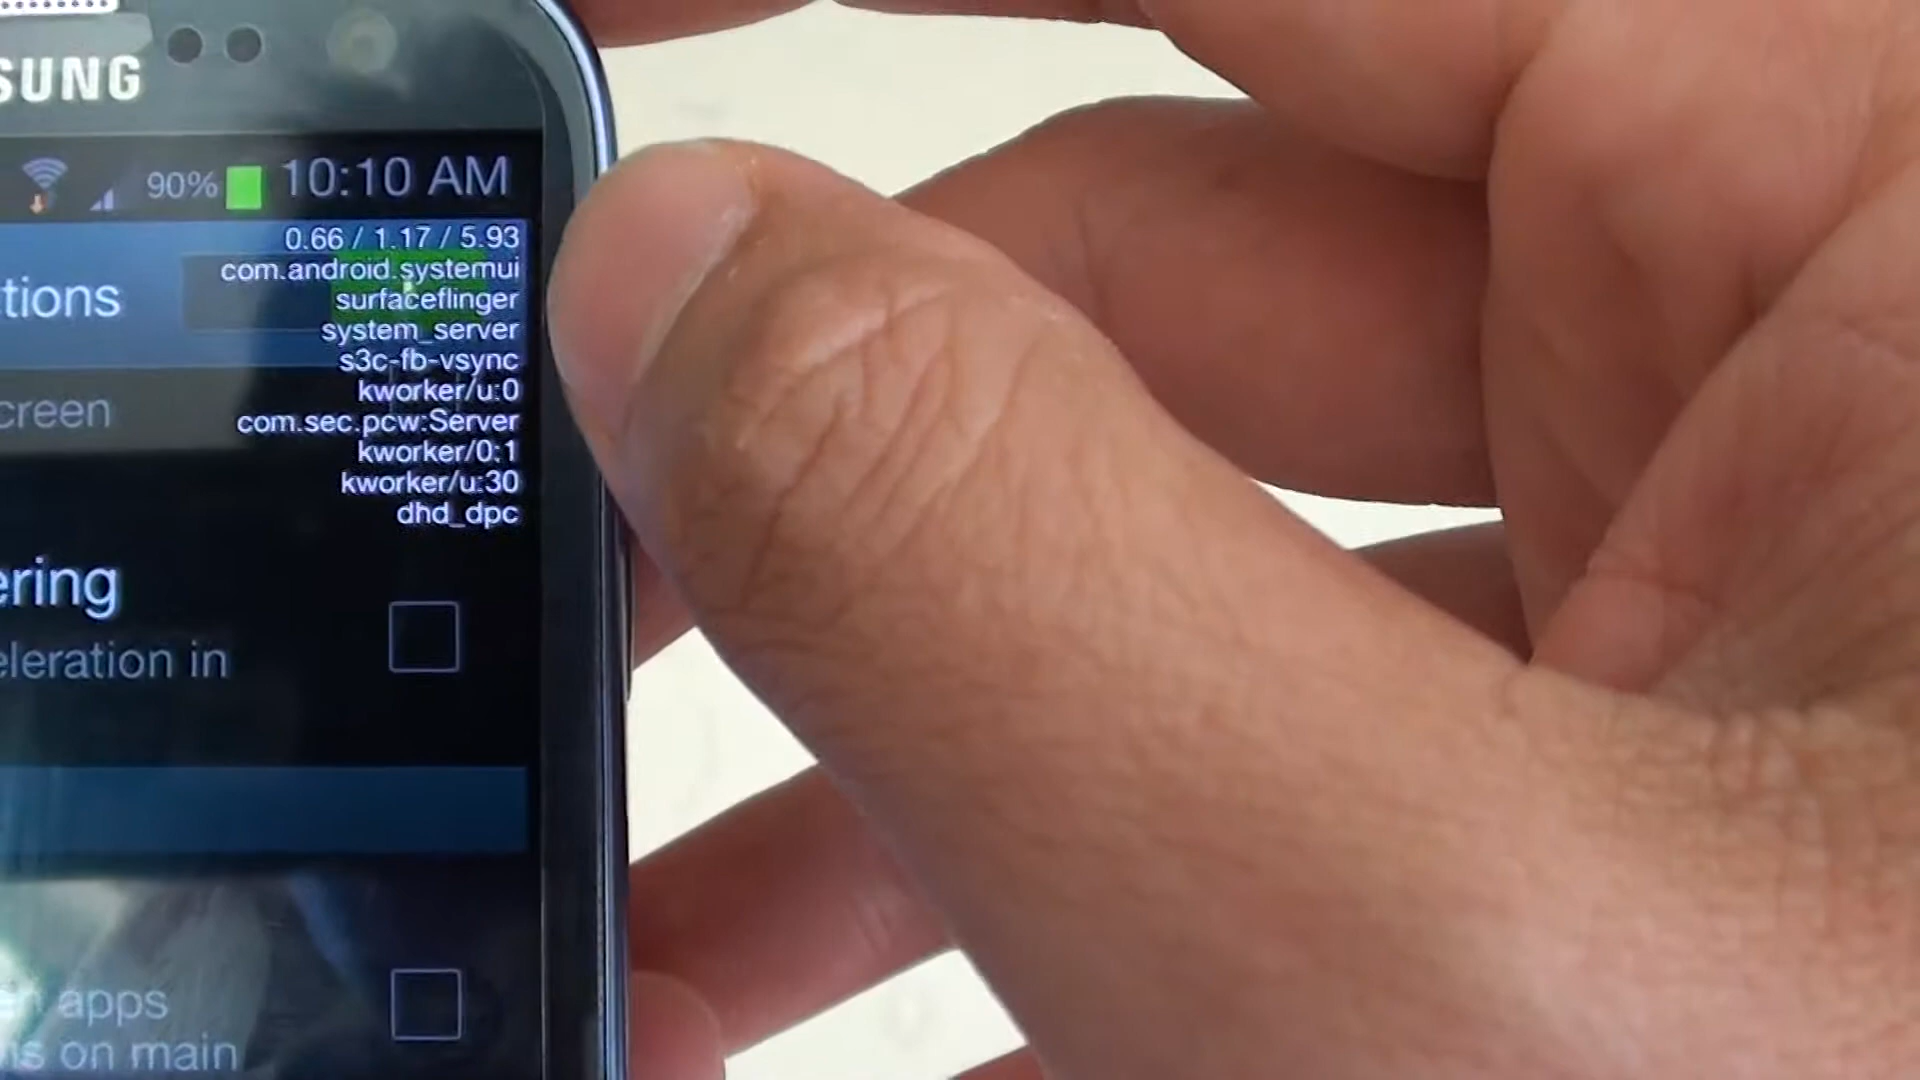 SUNG
90% 10:10 AM
0.66 / 1.17 / 5.93
com.android.systemui
tions
surfaceflinger
system_server
s3c-fb-vsync
kworker/u:0
creen
com.sec.pcw:Server
kworker/0:1
kworker/u:30
dhd_dpc
ering
eleration in
apps
on main